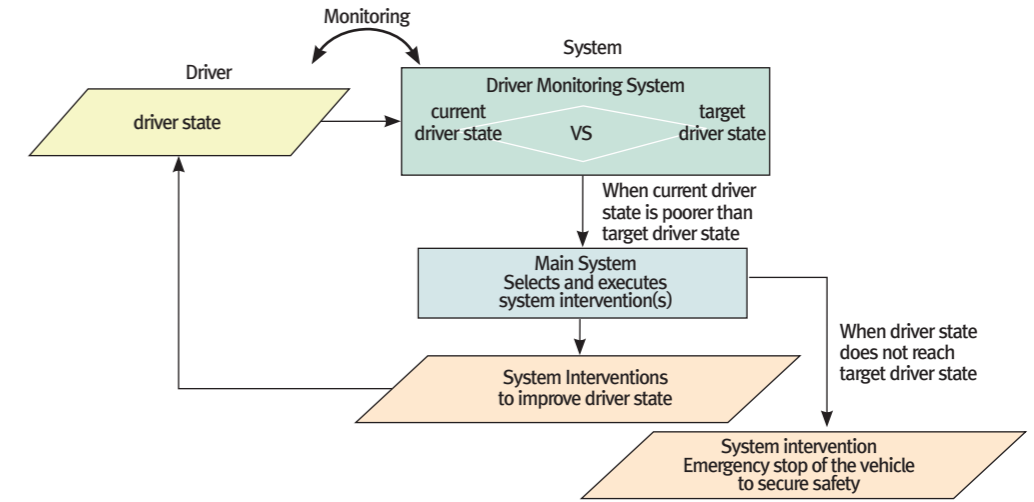 Monitoring
System
Driver
Driver Monitoring System
driver state
current
driver state
VS
target
driver state
When current driver
state is poorer than
target driver state
Main System
Selects and executes
system intervention(s)
When driver state
does not reach
target driver state
System Interventions
to improve driver state
System intervention
Emergency stop of the vehicle
to secure safety